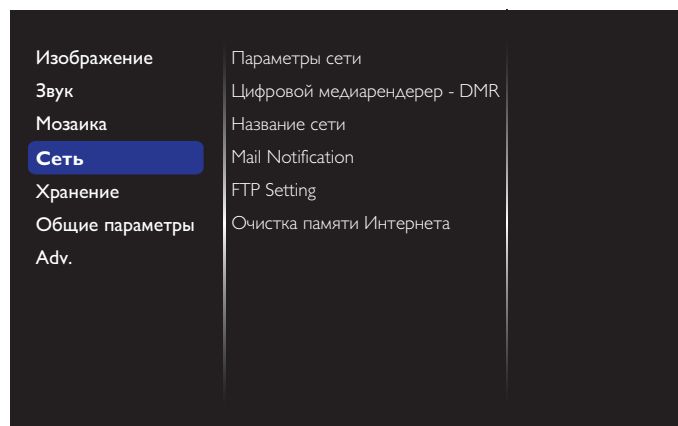 Изображение
Звук
Мозаика
Сеть
Хранение
Общие параметры
Adv.
Параметры сети
Цифровой медиарендерер - DMR
Название сети
Mail Notification
FTP Setting
Очистка памяти Интернета